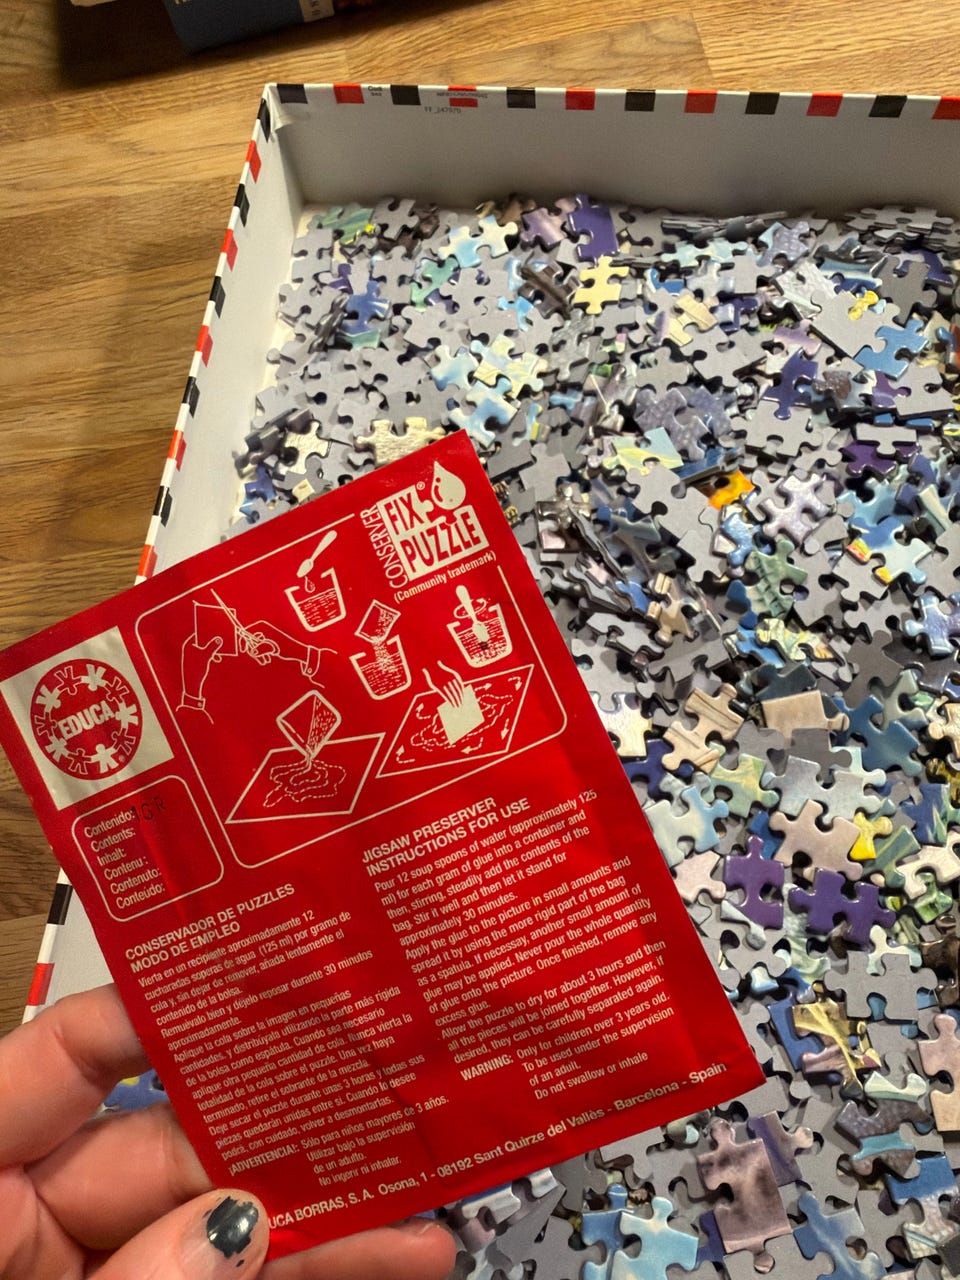 FF_247970
CONSERVER
FIX®
PUZZLE
(Community trademark)
EDUCA®
Contenido:
Contents:
Inhalt:
Contenu:
Contenuto:
Conteúdo:
CONSERVADOR DE PUZZLES
MODO DE EMPLEO
Vierta en un recipiente aproximadamente 12
cucharadas soperas de agua (125 ml) por gramo de
cola y, sin dejar de remover, añada lentamente el
contenido de la bolsa.
Remuévalo bien y déjelo reposar durante 30 minutos
aproximadamente.
Aplique la cola sobre la imagen en pequeñas
cantidades, y distribúyala utilizando la parte más rígida
de la bolsa como espátula. Cuando sea necesario
aplique otra pequeña cantidad de cola. Nunca vierta la
totalidad de la cola sobre el puzzle. Una vez haya
terminado, retire el sobrante de la mezcla.
Deje secar el puzzle durante unas 3 horas y todas sus
piezas quedarán unidas entre sí. Cuando lo desee
podrá, con cuidado, volver a desmontarlas.
¡ADVERTENCIA: Sólo para niños mayores de 3 años.
Utilizar bajo la supervisión
de un adulto.
No ingerir ni inhalar.
JIGSAW PRESERVER
INSTRUCTIONS FOR USE
Pour 12 soup spoons of water (approximately 125
ml) for each gram of glue into a container and
then, stirring, steadily add the contents of the
bag. Stir it well and then let it stand for
approximately 30 minutes.
Apply the glue to the picture in small amounts and
spread it by using the more rigid part of the bag
as a spatula. If necessay, another small amount of
glue may be applied. Never pour the whole quantity
of glue onto the picture. Once finished, remove any
excess glue.
Allow the puzzle to dry for about 3 hours and then
all the pieces will be joined together. However, if
desired, they can be carefully separated again.
WARNING: Only for children over 3 years old.
To be used under the supervision
of an adult.
Do not swallow or inhale
UCA BORRAS, S.A. Osona, 1 - 08192 Sant Quirze del Vallès - Barcelona - Spain